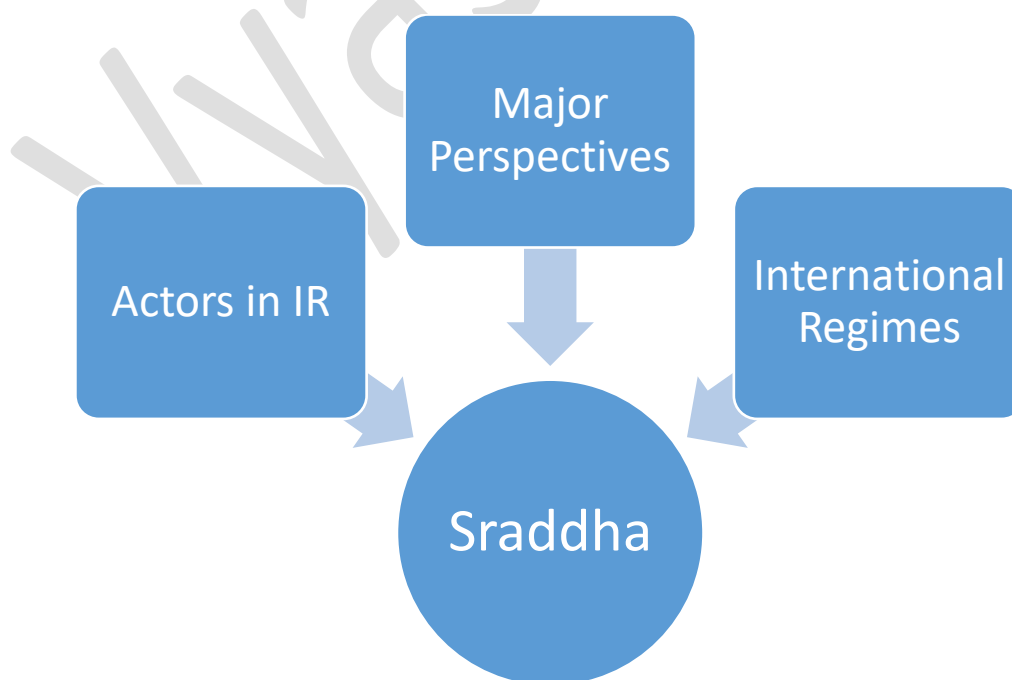 Major
Perspectives
Actors in IR
International
Regimes
Sraddha